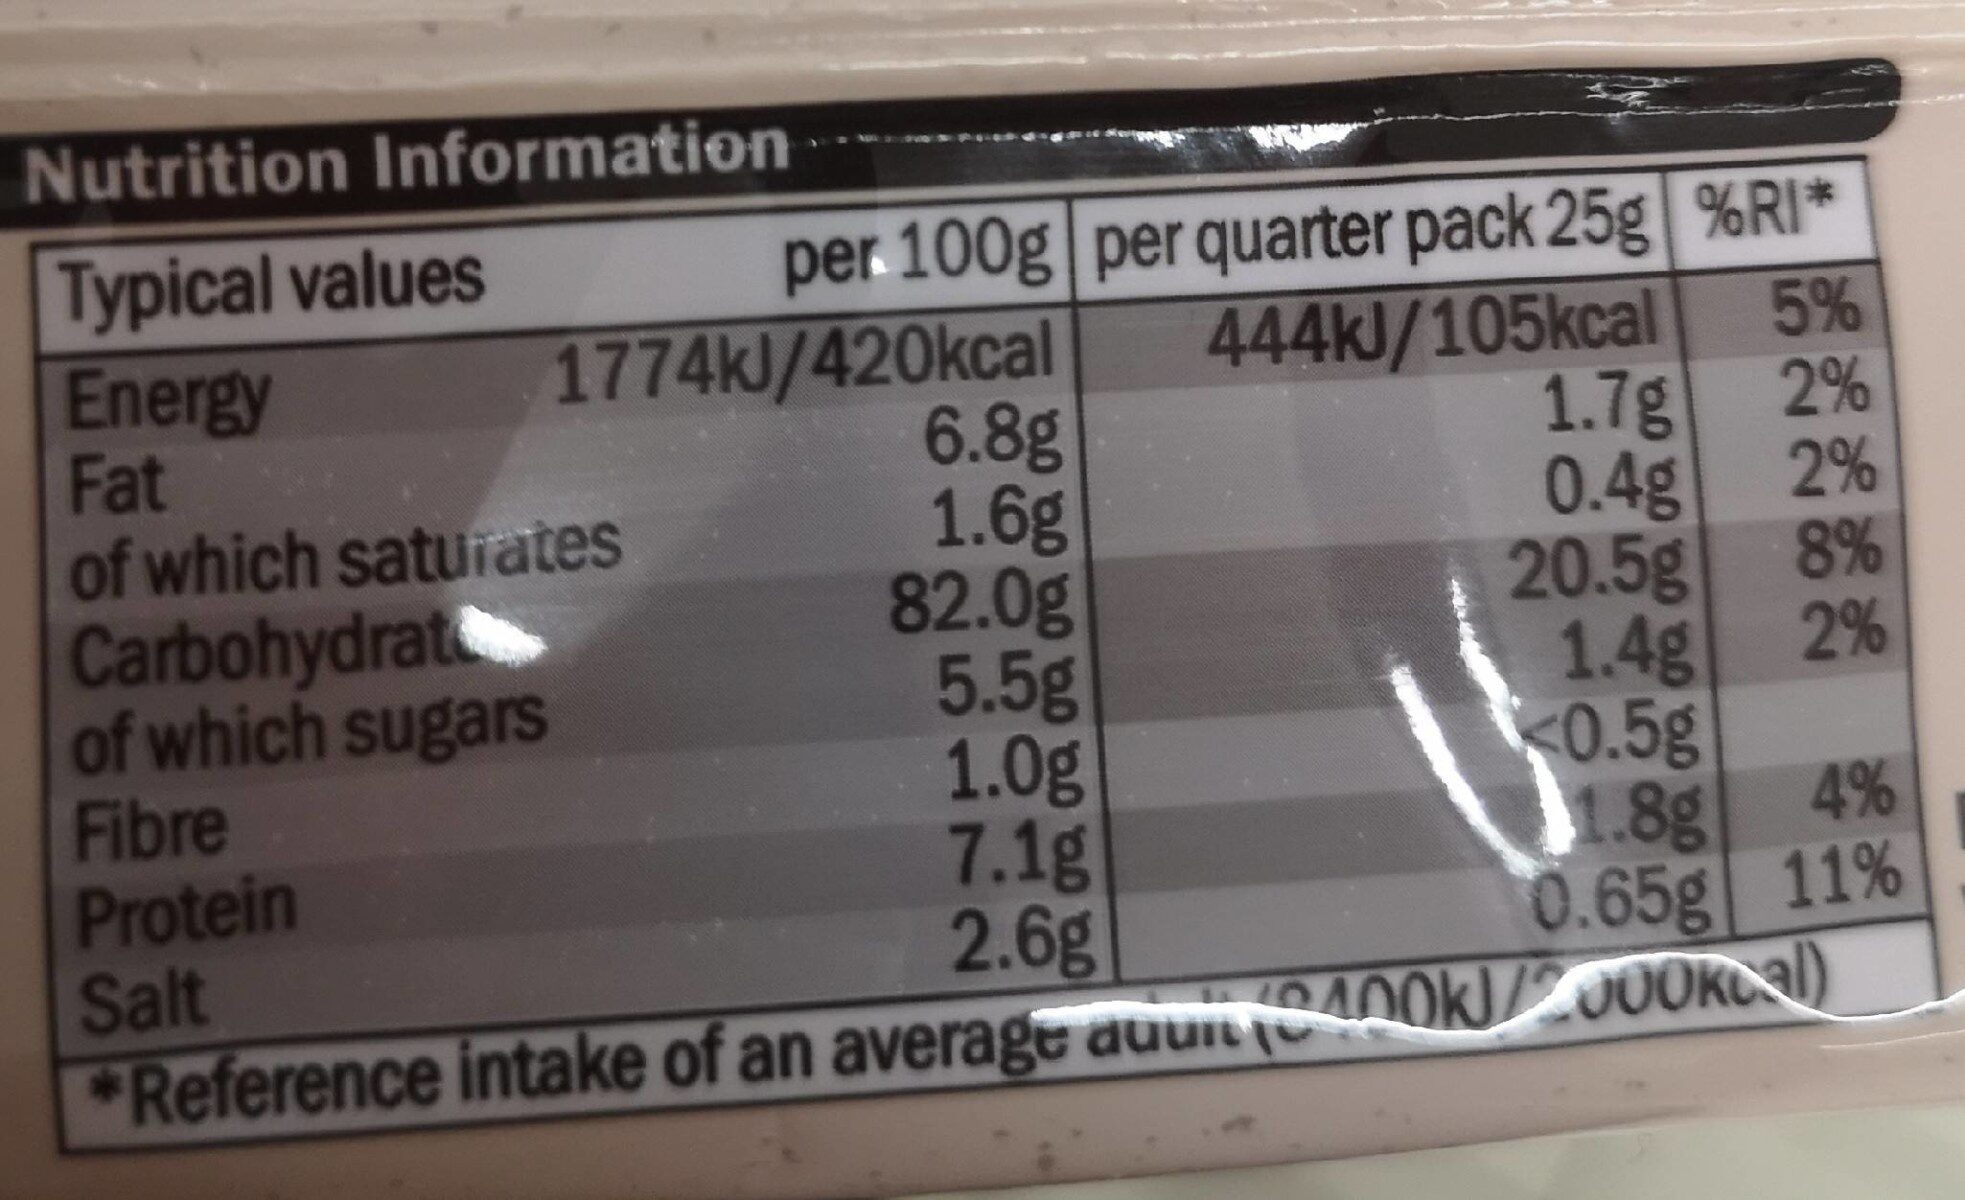 Nutrition Information
Typical values per 100g per quarter pack 25g %RI*
Energy 1774kJ/420kcal 444kJ/105kcal 5%
Fat 6.8g 1.7g 2%
of which saturates 1.6g 0.4g 2%
Carbohydrate 82.0g 20.5g 8%
of which sugars 5.5g 1.4g 2%
Fibre 1.0g <0.5g
Protein 7.1g 1.8g 4%
Salt 2.6g 0.65g 11%
*Reference intake of an average adult (8400kJ/2000kcal)